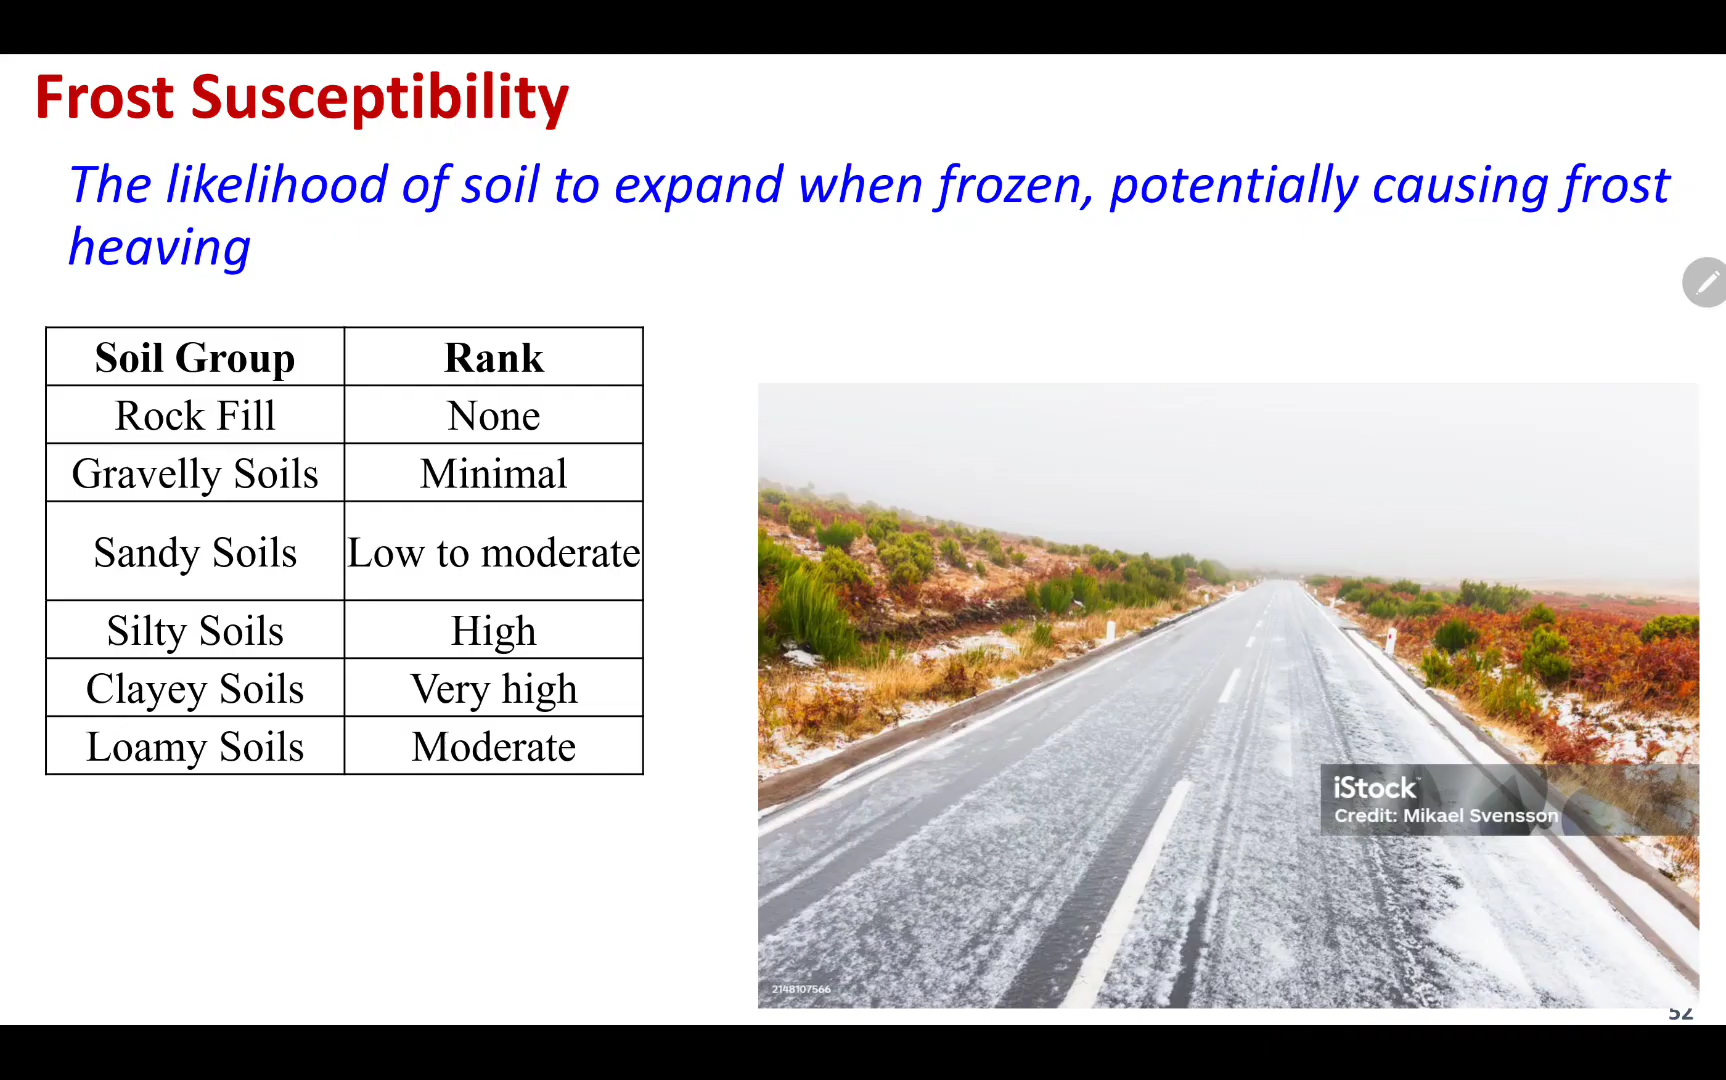 Frost Susceptibility
The likelihood of soil to expand when frozen, potentially causing frost
heaving
Soil Group Rank
Rock Fill None
Gravelly Soils Minimal
Sandy Soils Low to moderate
Silty Soils High
Clayey Soils Very high
Loamy Soils Moderate
iStock
Credit: Mikael Svensson
2148107566
52